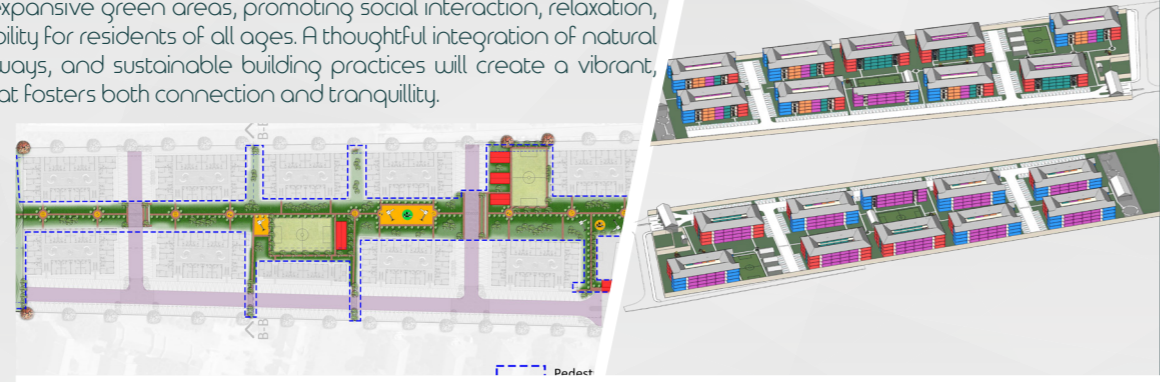 expansive green areas, promoting social interaction, relaxation,
bility for residents of all ages. A thoughtful integration of natural
ways, and sustainable building practices will create a vibrant,
at fosters both connection and tranquillity.
B-B
B-B
Pedest